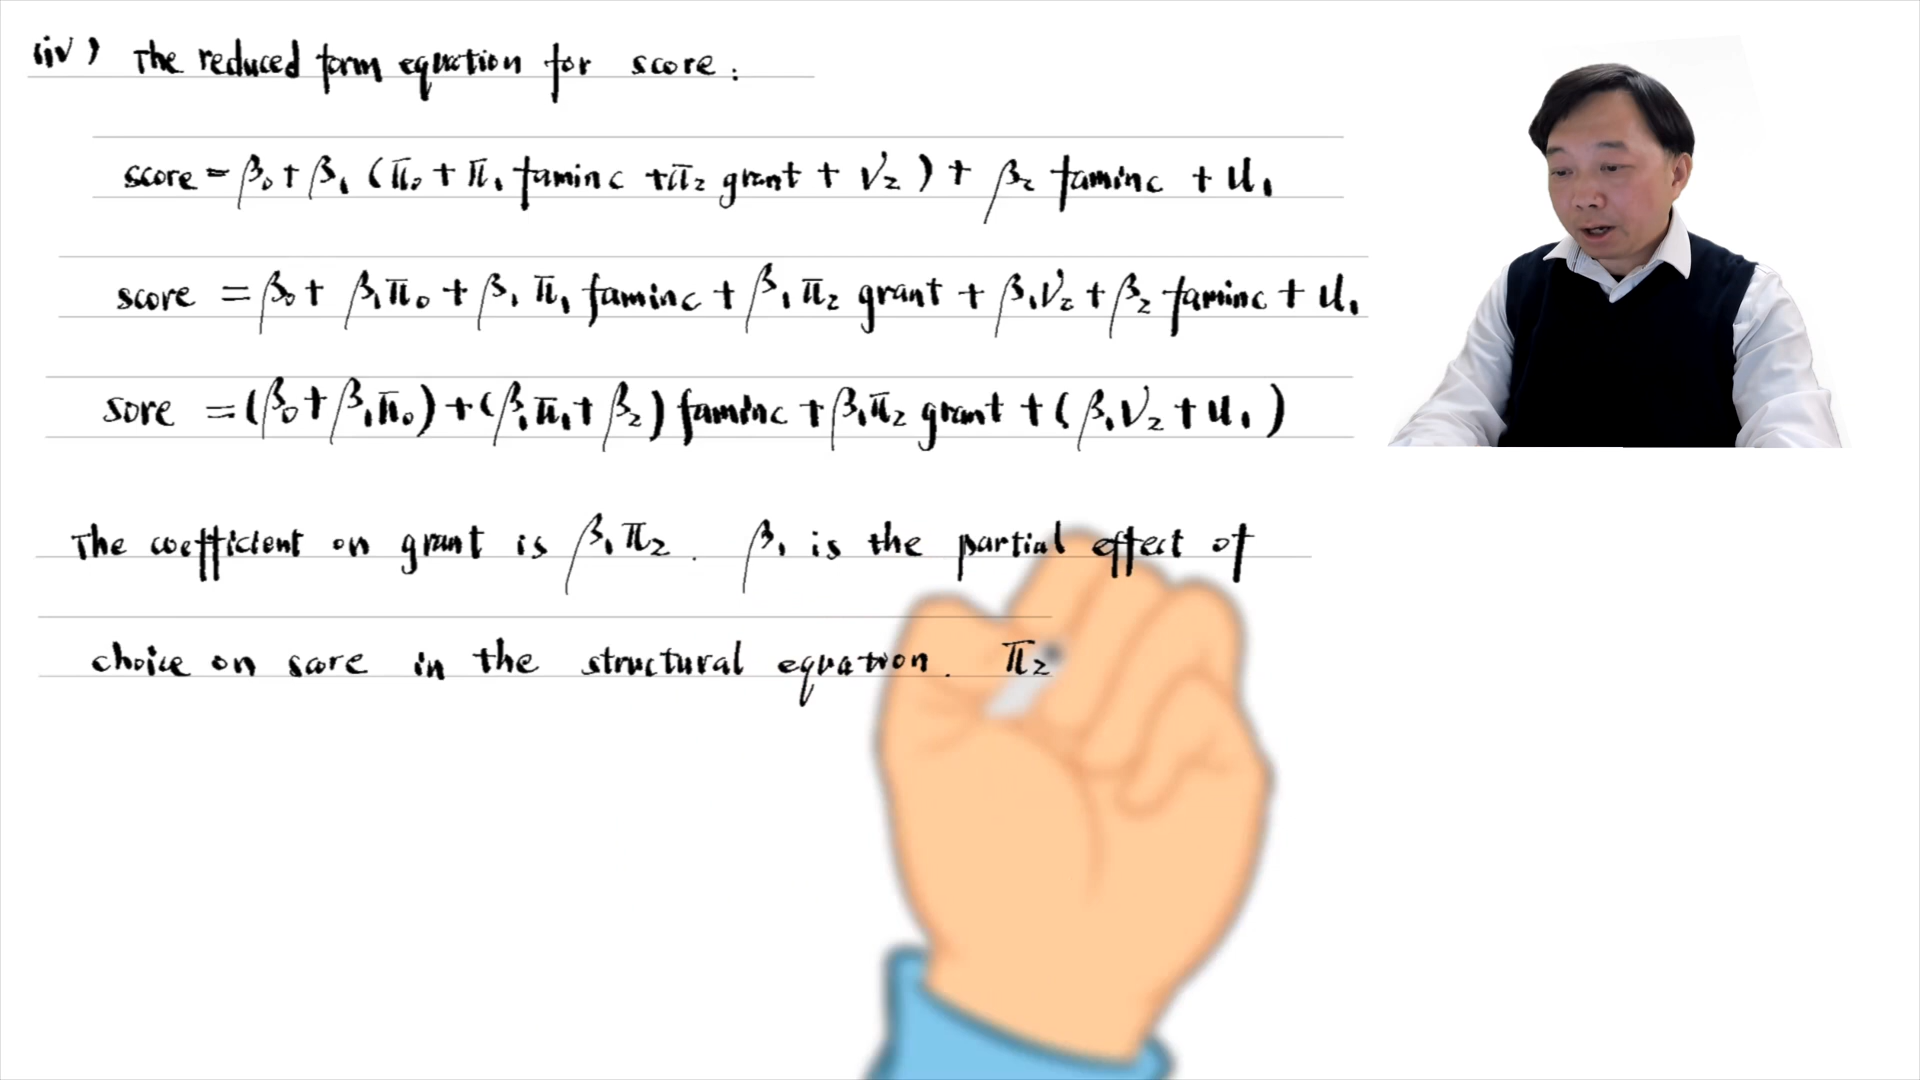 (iv) The reduced form equation for score:
score = β₀ + β₁ (π₀ + π₁ faminc + π₂ grant + V₂) + β₂ faminc + U₁
score = β₀ + β₁π₀ + β₁π₁ faminc + β₁π₂ grant + β₁V₂ + β₂ faminc + U₁
sore = (β₀ + β₁π₀) + (β₁π₁ + β₂) faminc + β₁π₂ grant + (β₁V₂ + U₁)
The coefficient on grant is β₁π₂. β₁ is the partial effect of
choice on score in the structural equation. π₂